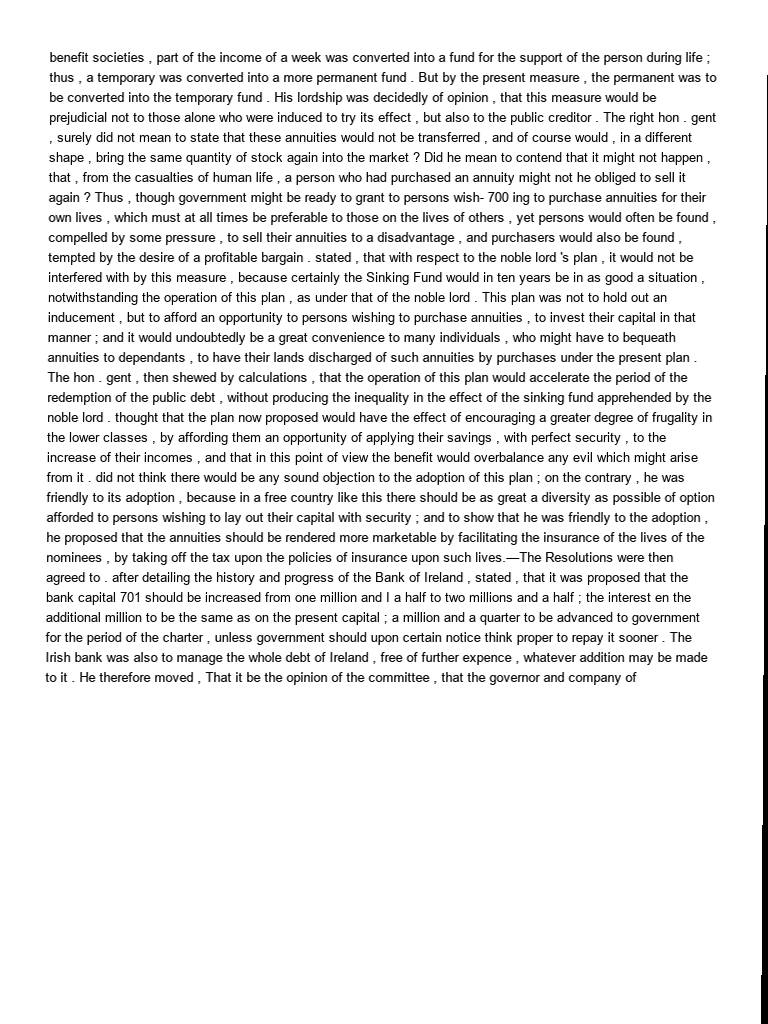 benefit societies , part of the income of a week was converted into a fund for the support of the person during life ;
thus , a temporary was converted into a more permanent fund . But by the present measure , the permanent was to
be converted into the temporary fund . His lordship was decidedly of opinion , that this measure would be
prejudicial not to those alone who were induced to try its effect , but also to the public creditor . The right hon . gent
, surely did not mean to state that these annuities would not be transferred , and of course would , in a different
shape , bring the same quantity of stock again into the market ? Did he mean to contend that it might not happen ,
that , from the casualties of human life , a person who had purchased an annuity might not he obliged to sell it
again ? Thus , though government might be ready to grant to persons wish- 700 ing to purchase annuities for their
own lives , which must at all times be preferable to those on the lives of others , yet persons would often be found ,
compelled by some pressure , to sell their annuities to a disadvantage , and purchasers would also be found ,
tempted by the desire of a profitable bargain . stated , that with respect to the noble lord 's plan , it would not be
interfered with by this measure , because certainly the Sinking Fund would in ten years be in as good a situation ,
notwithstanding the operation of this plan , as under that of the noble lord . This plan was not to hold out an
inducement , but to afford an opportunity to persons wishing to purchase annuities , to invest their capital in that
manner ; and it would undoubtedly be a great convenience to many individuals , who might have to bequeath
annuities to dependants , to have their lands discharged of such annuities by purchases under the present plan .
The hon . gent , then shewed by calculations , that the operation of this plan would accelerate the period of the
redemption of the public debt , without producing the inequality in the effect of the sinking fund apprehended by the
noble lord . thought that the plan now proposed would have the effect of encouraging a greater degree of frugality in
the lower classes , by affording them an opportunity of applying their savings , with perfect security , to the
increase of their incomes , and that in this point of view the benefit would overbalance any evil which might arise
from it . did not think there would be any sound objection to the adoption of this plan ; on the contrary , he was
friendly to its adoption , because in a free country like this there should be as great a diversity as possible of option
afforded to persons wishing to lay out their capital with security ; and to show that he was friendly to the adoption ,
he proposed that the annuities should be rendered more marketable by facilitating the insurance of the lives of the
nominees , by taking off the tax upon the policies of insurance upon such lives.—The Resolutions were then
agreed to . after detailing the history and progress of the Bank of Ireland , stated , that it was proposed that the
bank capital 701 should be increased from one million and I a half to two millions and a half ; the interest en the
additional million to be the same as on the present capital ; a million and a quarter to be advanced to government
for the period of the charter , unless government should upon certain notice think proper to repay it sooner . The
Irish bank was also to manage the whole debt of Ireland , free of further expence , whatever addition may be made
to it . He therefore moved , That it be the opinion of the committee , that the governor and company of